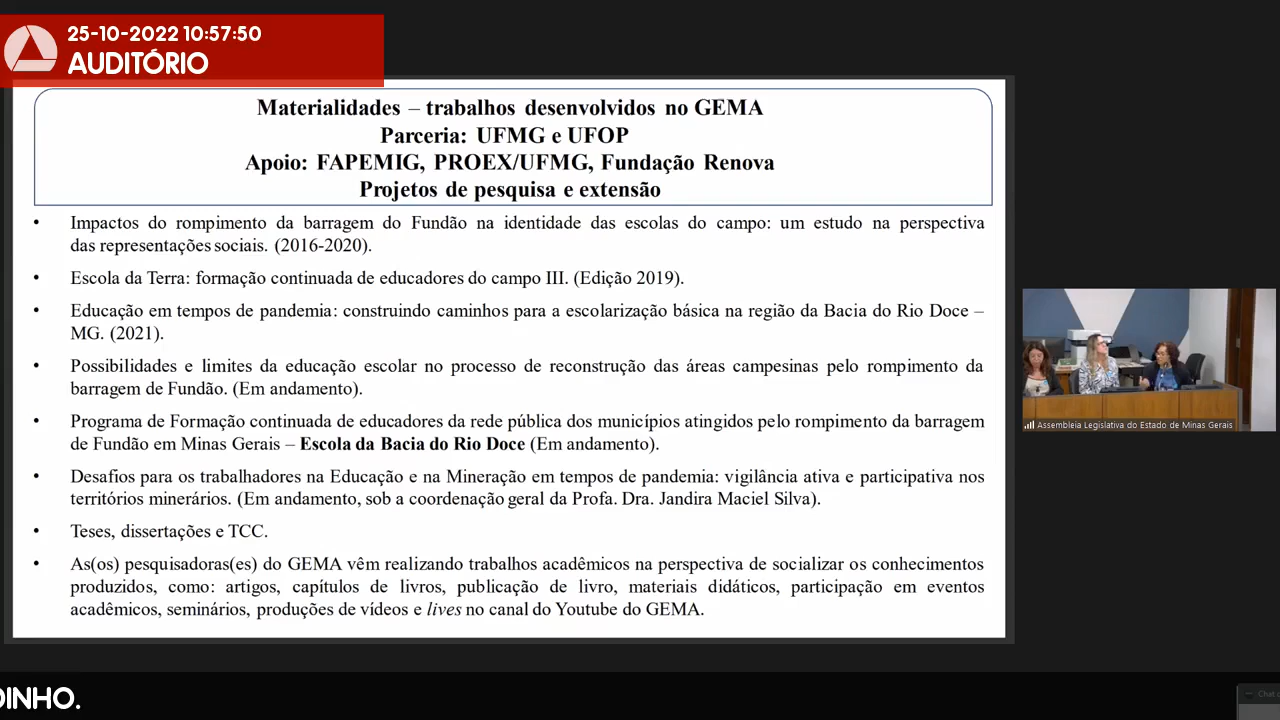 25-10-2022 10:57:50
AUDITÓRIO
Materialidades – trabalhos desenvolvidos no GEMA
Parceria: UFMG e UFOP
Apoio: FAPEMIG, PROEX/UFMG, Fundação Renova
Projetos de pesquisa e extensão
• Impactos do rompimento da barragem do Fundão na identidade das escolas do campo: um estudo na perspectiva
das representações sociais. (2016-2020).
• Escola da Terra: formação continuada de educadores do campo III. (Edição 2019).
• Educação em tempos de pandemia: construindo caminhos para a escolarização básica na região da Bacia do Rio Doce –
MG. (2021).
• Possibilidades e limites da educação escolar no processo de reconstrução das áreas campesinas pelo rompimento da
barragem de Fundão. (Em andamento).
• Programa de Formação continuada de educadores da rede pública dos municípios atingidos pelo rompimento da barragem
de Fundão em Minas Gerais – Escola da Bacia do Rio Doce (Em andamento).
• Desafios para os trabalhadores na Educação e na Mineração em tempos de pandemia: vigilância ativa e participativa nos
territórios minerários. (Em andamento, sob a coordenação geral da Profa. Dra. Jandira Maciel Silva).
• Teses, dissertações e TCC.
• As(os) pesquisadoras(es) do GEMA vêm realizando trabalhos acadêmicos na perspectiva de socializar os conhecimentos
produzidos, como: artigos, capítulos de livros, publicação de livro, materiais didáticos, participação em eventos
acadêmicos, seminários, produções de vídeos e lives no canal do Youtube do GEMA.
Assembleia Legislativa do Estado de Minas Gerais
DINHO.
Chat